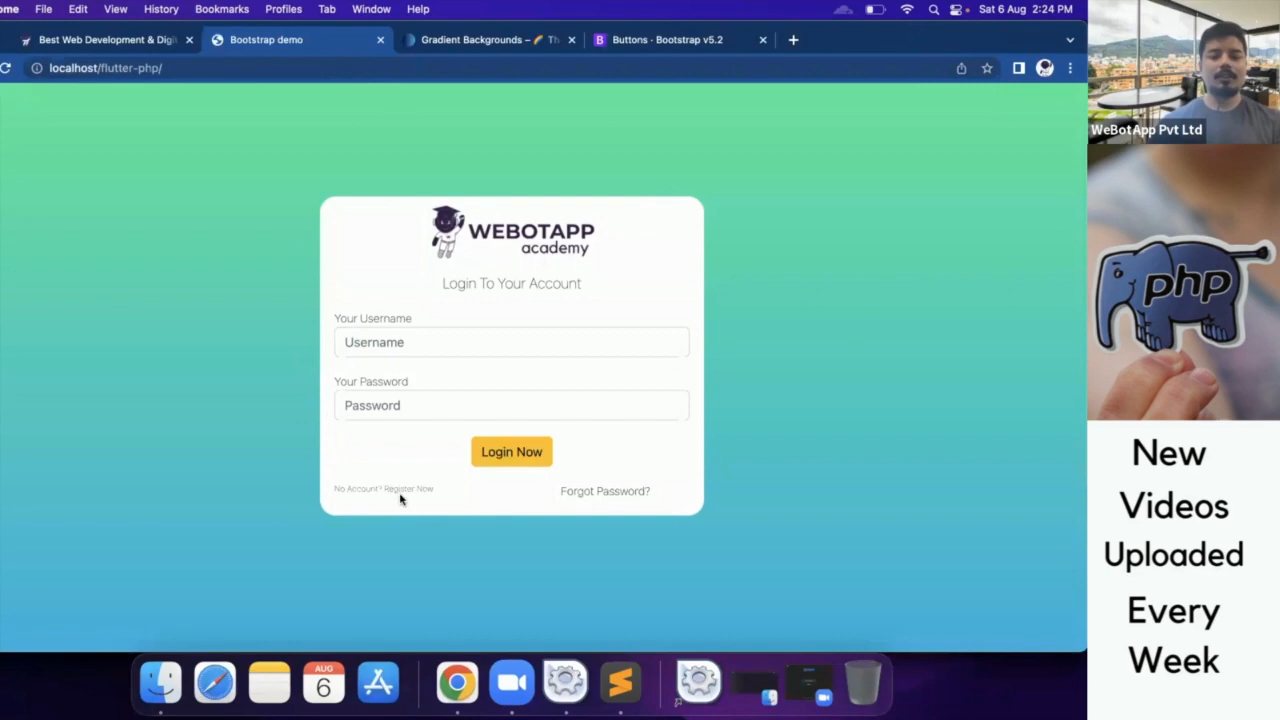 ome File Edit View History Bookmarks Profiles Tab Window Help Sat 6 Aug 2:24 PM
Best Web Development & Digi Bootstrap demo Gradient Backgrounds – Th Buttons · Bootstrap v5.2
localhost/flutter-php/
WeBotApp Pvt Ltd
WEBOTAPP
academy
Login To Your Account
Your Username
Username
Your Password
Password
Login Now
No Account? Register Now
Forgot Password?
php
New
Videos
Uploaded
Every
Week
AUG
6